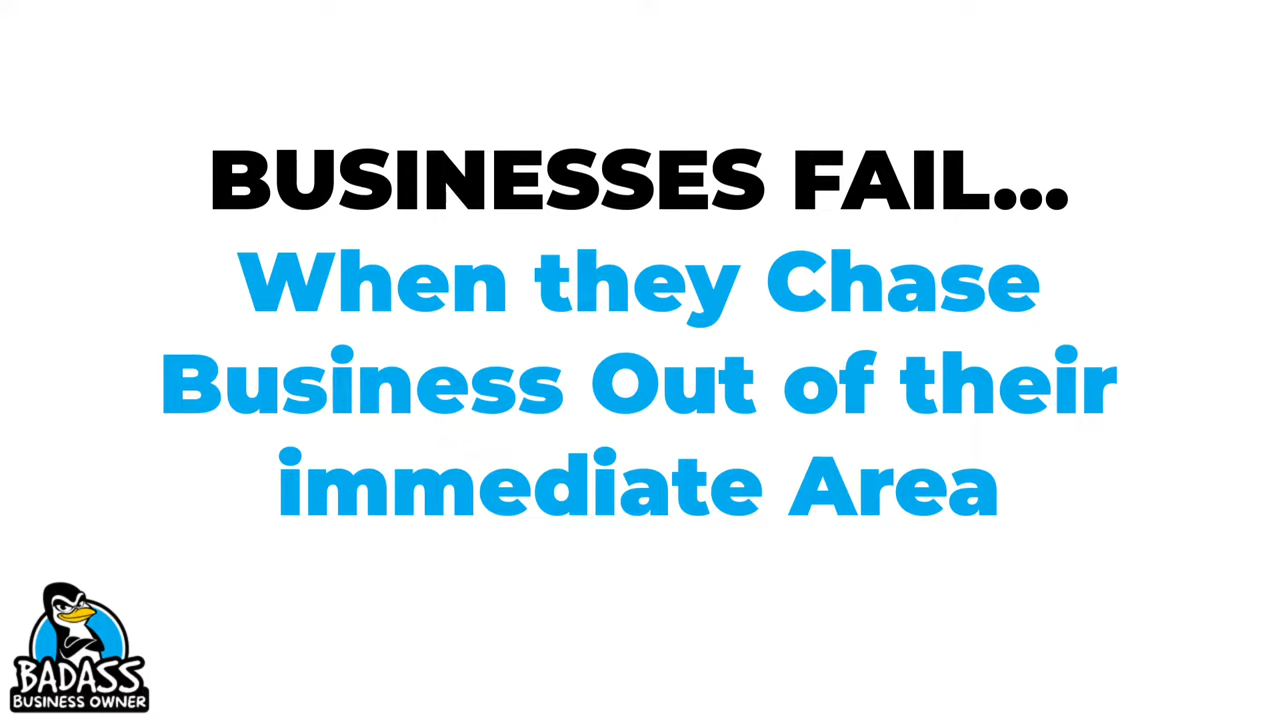 BUSINESSES FAIL...
When they Chase
Business Out of their
immediate Area
BADASS
BUSINESS OWNER